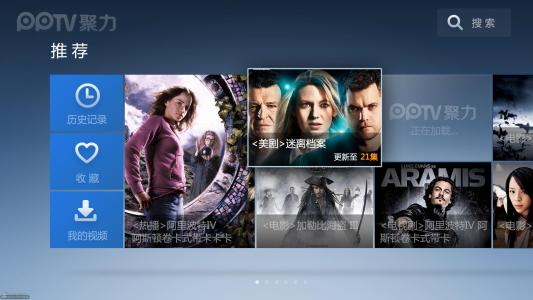 PPTV聚力
搜索
推荐
历史记录
收藏
我的视频
<热播>阿里波特Ⅳ
阿斯顿卷卡式带卡卡卡
<美剧>迷离档案
更新至 21集
<电影>加勒比海盗 Ⅲ
PPTV聚力
正在加载...
LUKE EVANS IS
ARAMIS
<电视剧>阿波特Ⅳ 阿
斯顿卷卡式带卡
<电影>